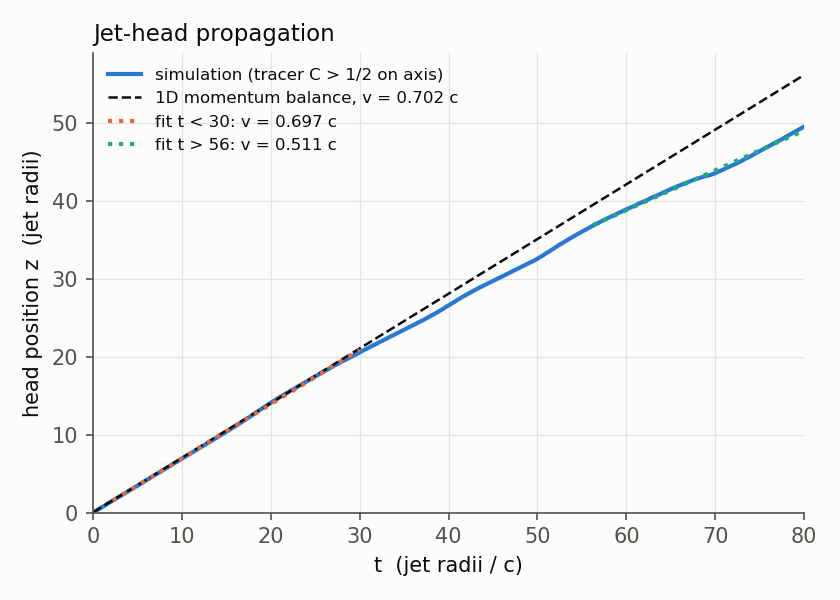 Jet-head propagation
simulation (tracer C > 1/2 on axis)
1D momentum balance, v = 0.702 c
fit t < 30: v = 0.697 c
fit t > 56: v = 0.511 c
head position z (jet radii)
50
40
30
20
10
0
0 10 20 30 40 50 60 70 80
t (jet radii / c)